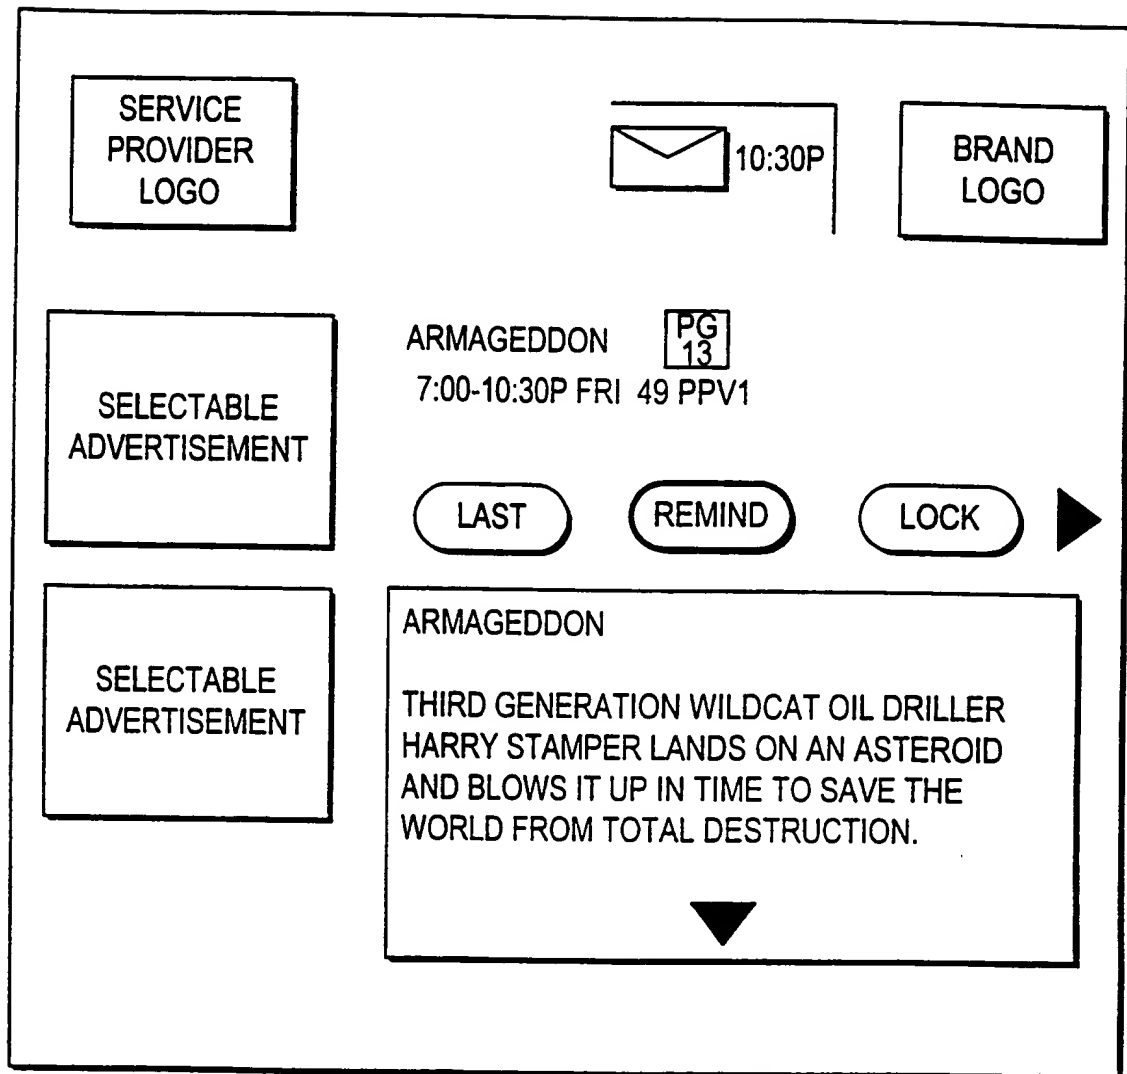 SERVICE
PROVIDER
LOGO
10:30P
BRAND
LOGO
SELECTABLE
ADVERTISEMENT
ARMAGEDDON
PG
13
7:00-10:30P FRI 49 PPV1
LAST
REMIND
LOCK
SELECTABLE
ADVERTISEMENT
ARMAGEDDON
THIRD GENERATION WILDCAT OIL DRILLER
HARRY STAMPER LANDS ON AN ASTEROID
AND BLOWS IT UP IN TIME TO SAVE THE
WORLD FROM TOTAL DESTRUCTION.